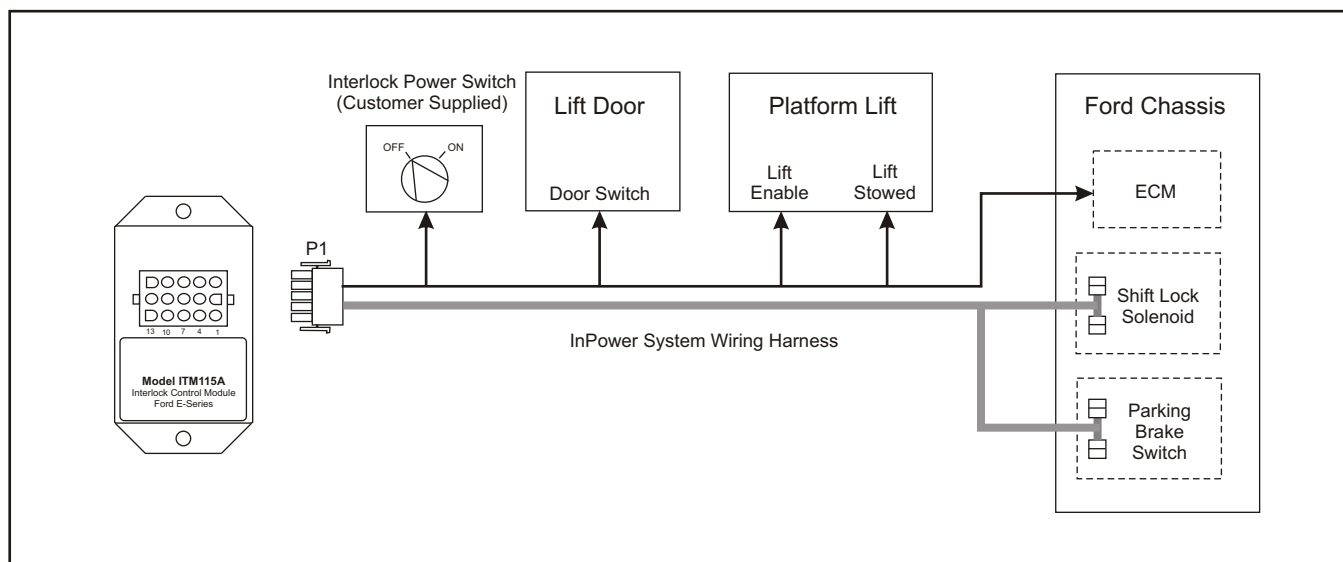 Interlock Power Switch
(Customer Supplied)
OFF
ON
Lift Door
Door Switch
Platform Lift
Lift
Enable
Lift
Stowed
Ford Chassis
ECM
Shift Lock
Solenoid
Parking
Brake
Switch
P1
InPower System Wiring Harness
13 10 7 4 1
Model ITM115A
Interlock Control Module
Ford E-Series